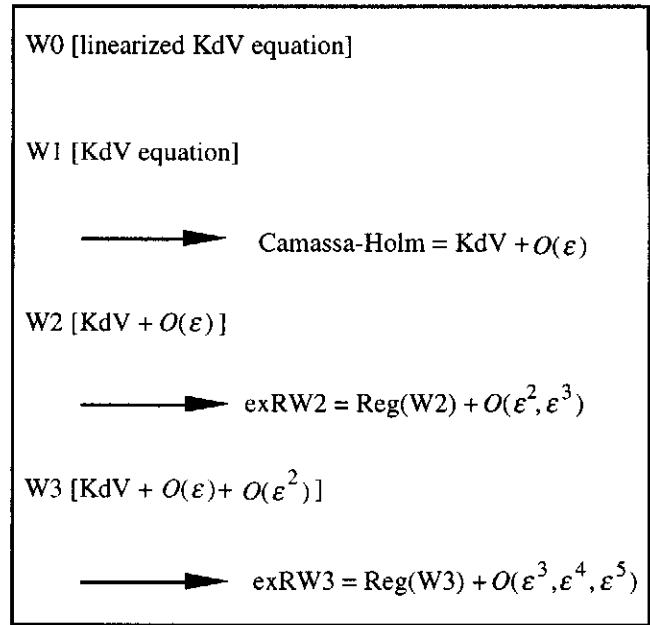 W0 [linearized KdV equation]
W1 [KdV equation]
Camassa-Holm = KdV + O(ε)
W2 [KdV + O(ε)]
exRW2 = Reg(W2) + O(ε², ε³)
W3 [KdV + O(ε) + O(ε²)]
exRW3 = Reg(W3) + O(ε³, ε⁴, ε⁵)